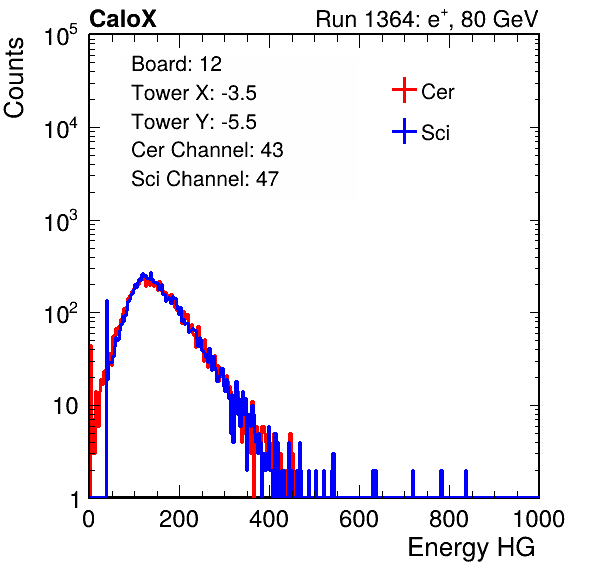 CaloX Run 1364: e⁺, 80 GeV
Counts
10⁵
10⁴
10³
10²
10
1
Board: 12
Tower X: -3.5
Tower Y: -5.5
Cer Channel: 43
Sci Channel: 47
Cer
Sci
0 200 400 600 800 1000
Energy HG